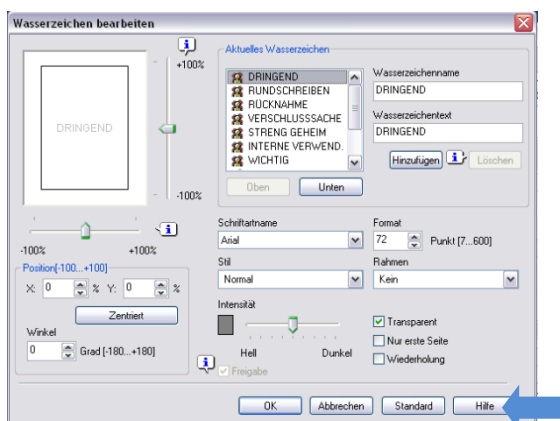 Wasserzeichen bearbeiten
DRINGEND
+100%
-100%
-100%
+100%
Position[-100...+100]
X: 0 % Y: 0 %
Zentriert
Winkel
0 Grad [-180...+180]
Aktuelles Wasserzeichen
DRINGEND
RUNDSCHREIBEN
RÜCKNAHME
VERSCHLUSSSACHE
STRENG GEHEIM
INTERNE VERWEND.
WICHTIG
Oben Unten
Wasserzeichenname
DRINGEND
Wasserzeichentext
DRINGEND
Hinzufügen Löschen
Schriftartname
Arial
Format
72 Punkt [7...600]
Stil
Normal
Rahmen
Kein
Intensität
Hell Dunkel
Freigabe
Transparent
Nur erste Seite
Wiederholung
OK Abbrechen Standard Hilfe